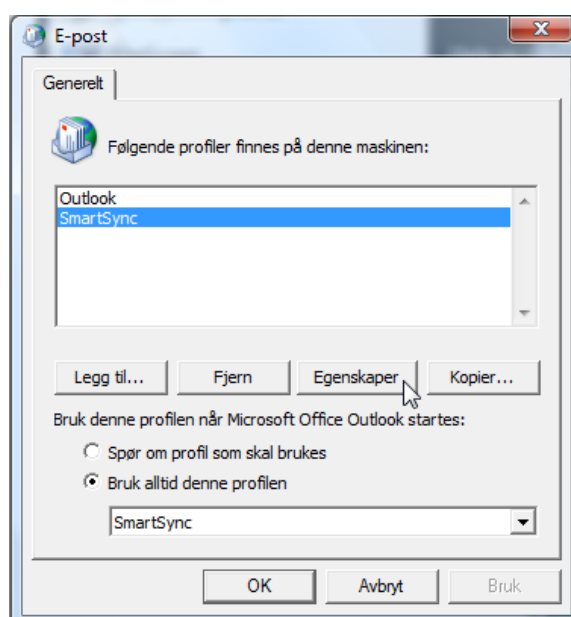 E-post
Generelt
Følgende profiler finnes på denne maskinen:
Outlook
SmartSync
Legg til... Fjern Egenskaper Kopier...
Bruk denne profilen når Microsoft Office Outlook startes:
Spør om profil som skal brukes
Bruk alltid denne profilen
SmartSync
OK Avbryt Bruk